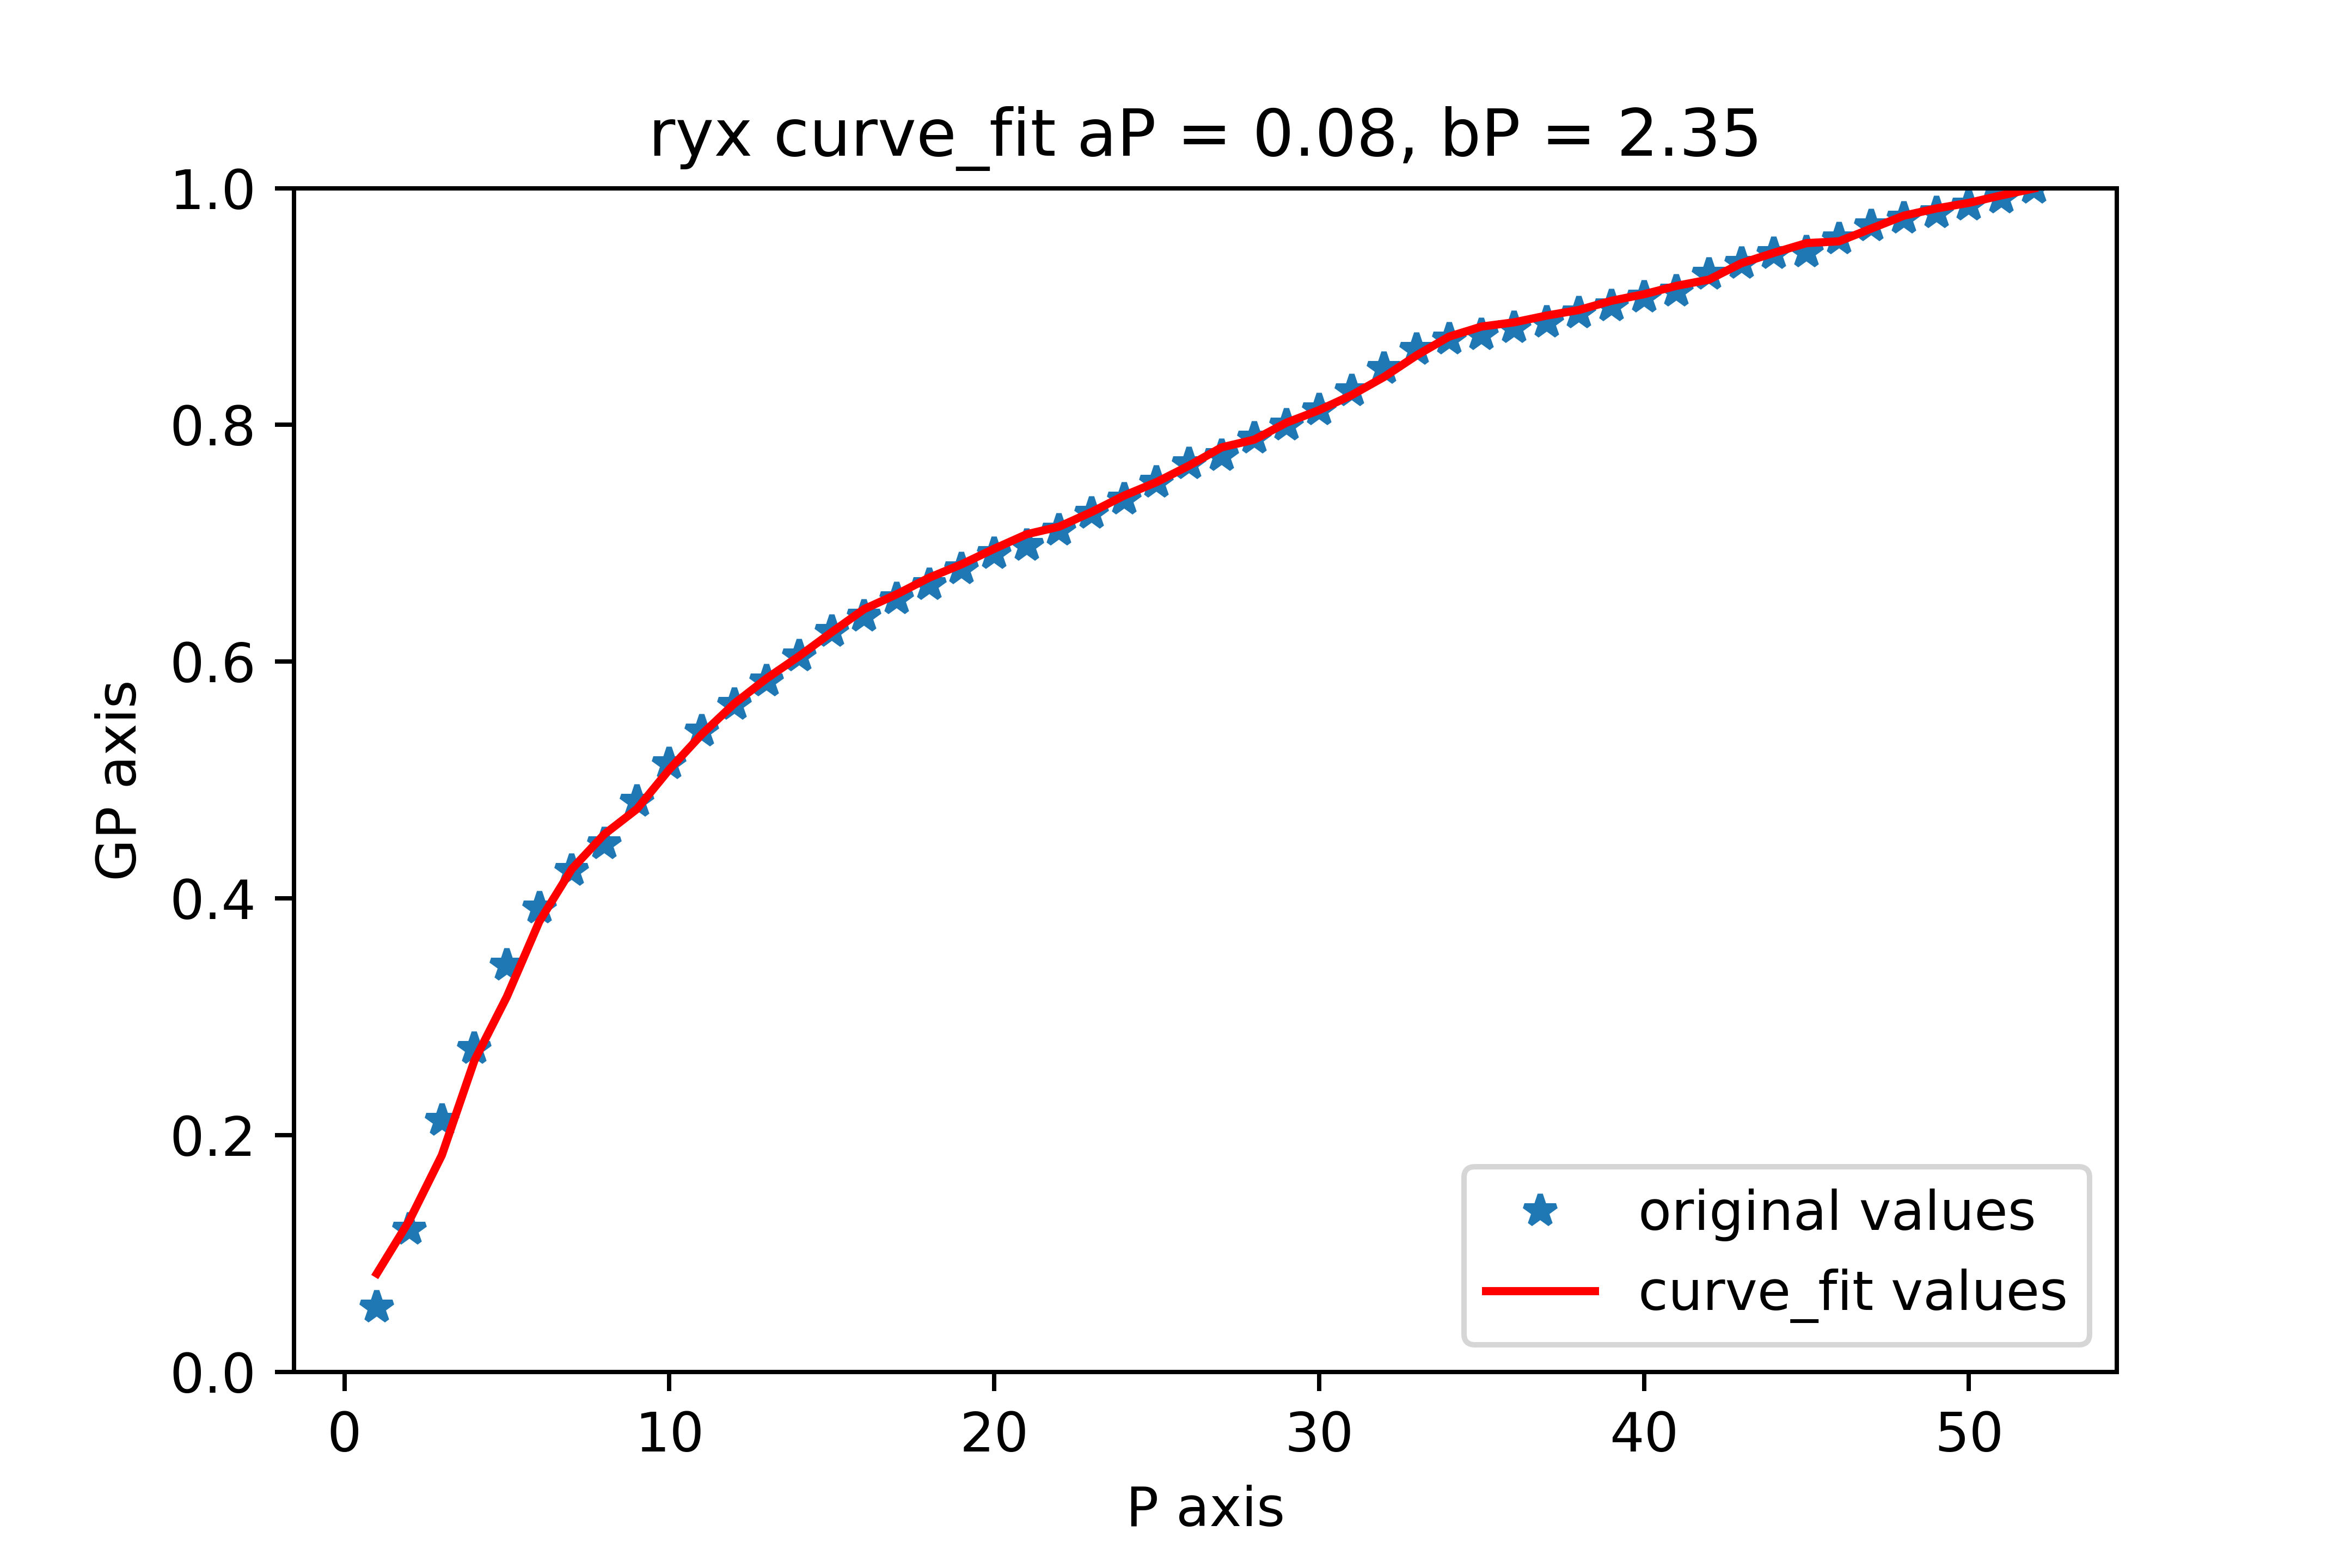 ryx curve_fit aP = 0.08, bP = 2.35
1.0
0.8
0.6
0.4
0.2
0.0
GP axis
original values
curve_fit values
0 10 20 30 40 50
P axis